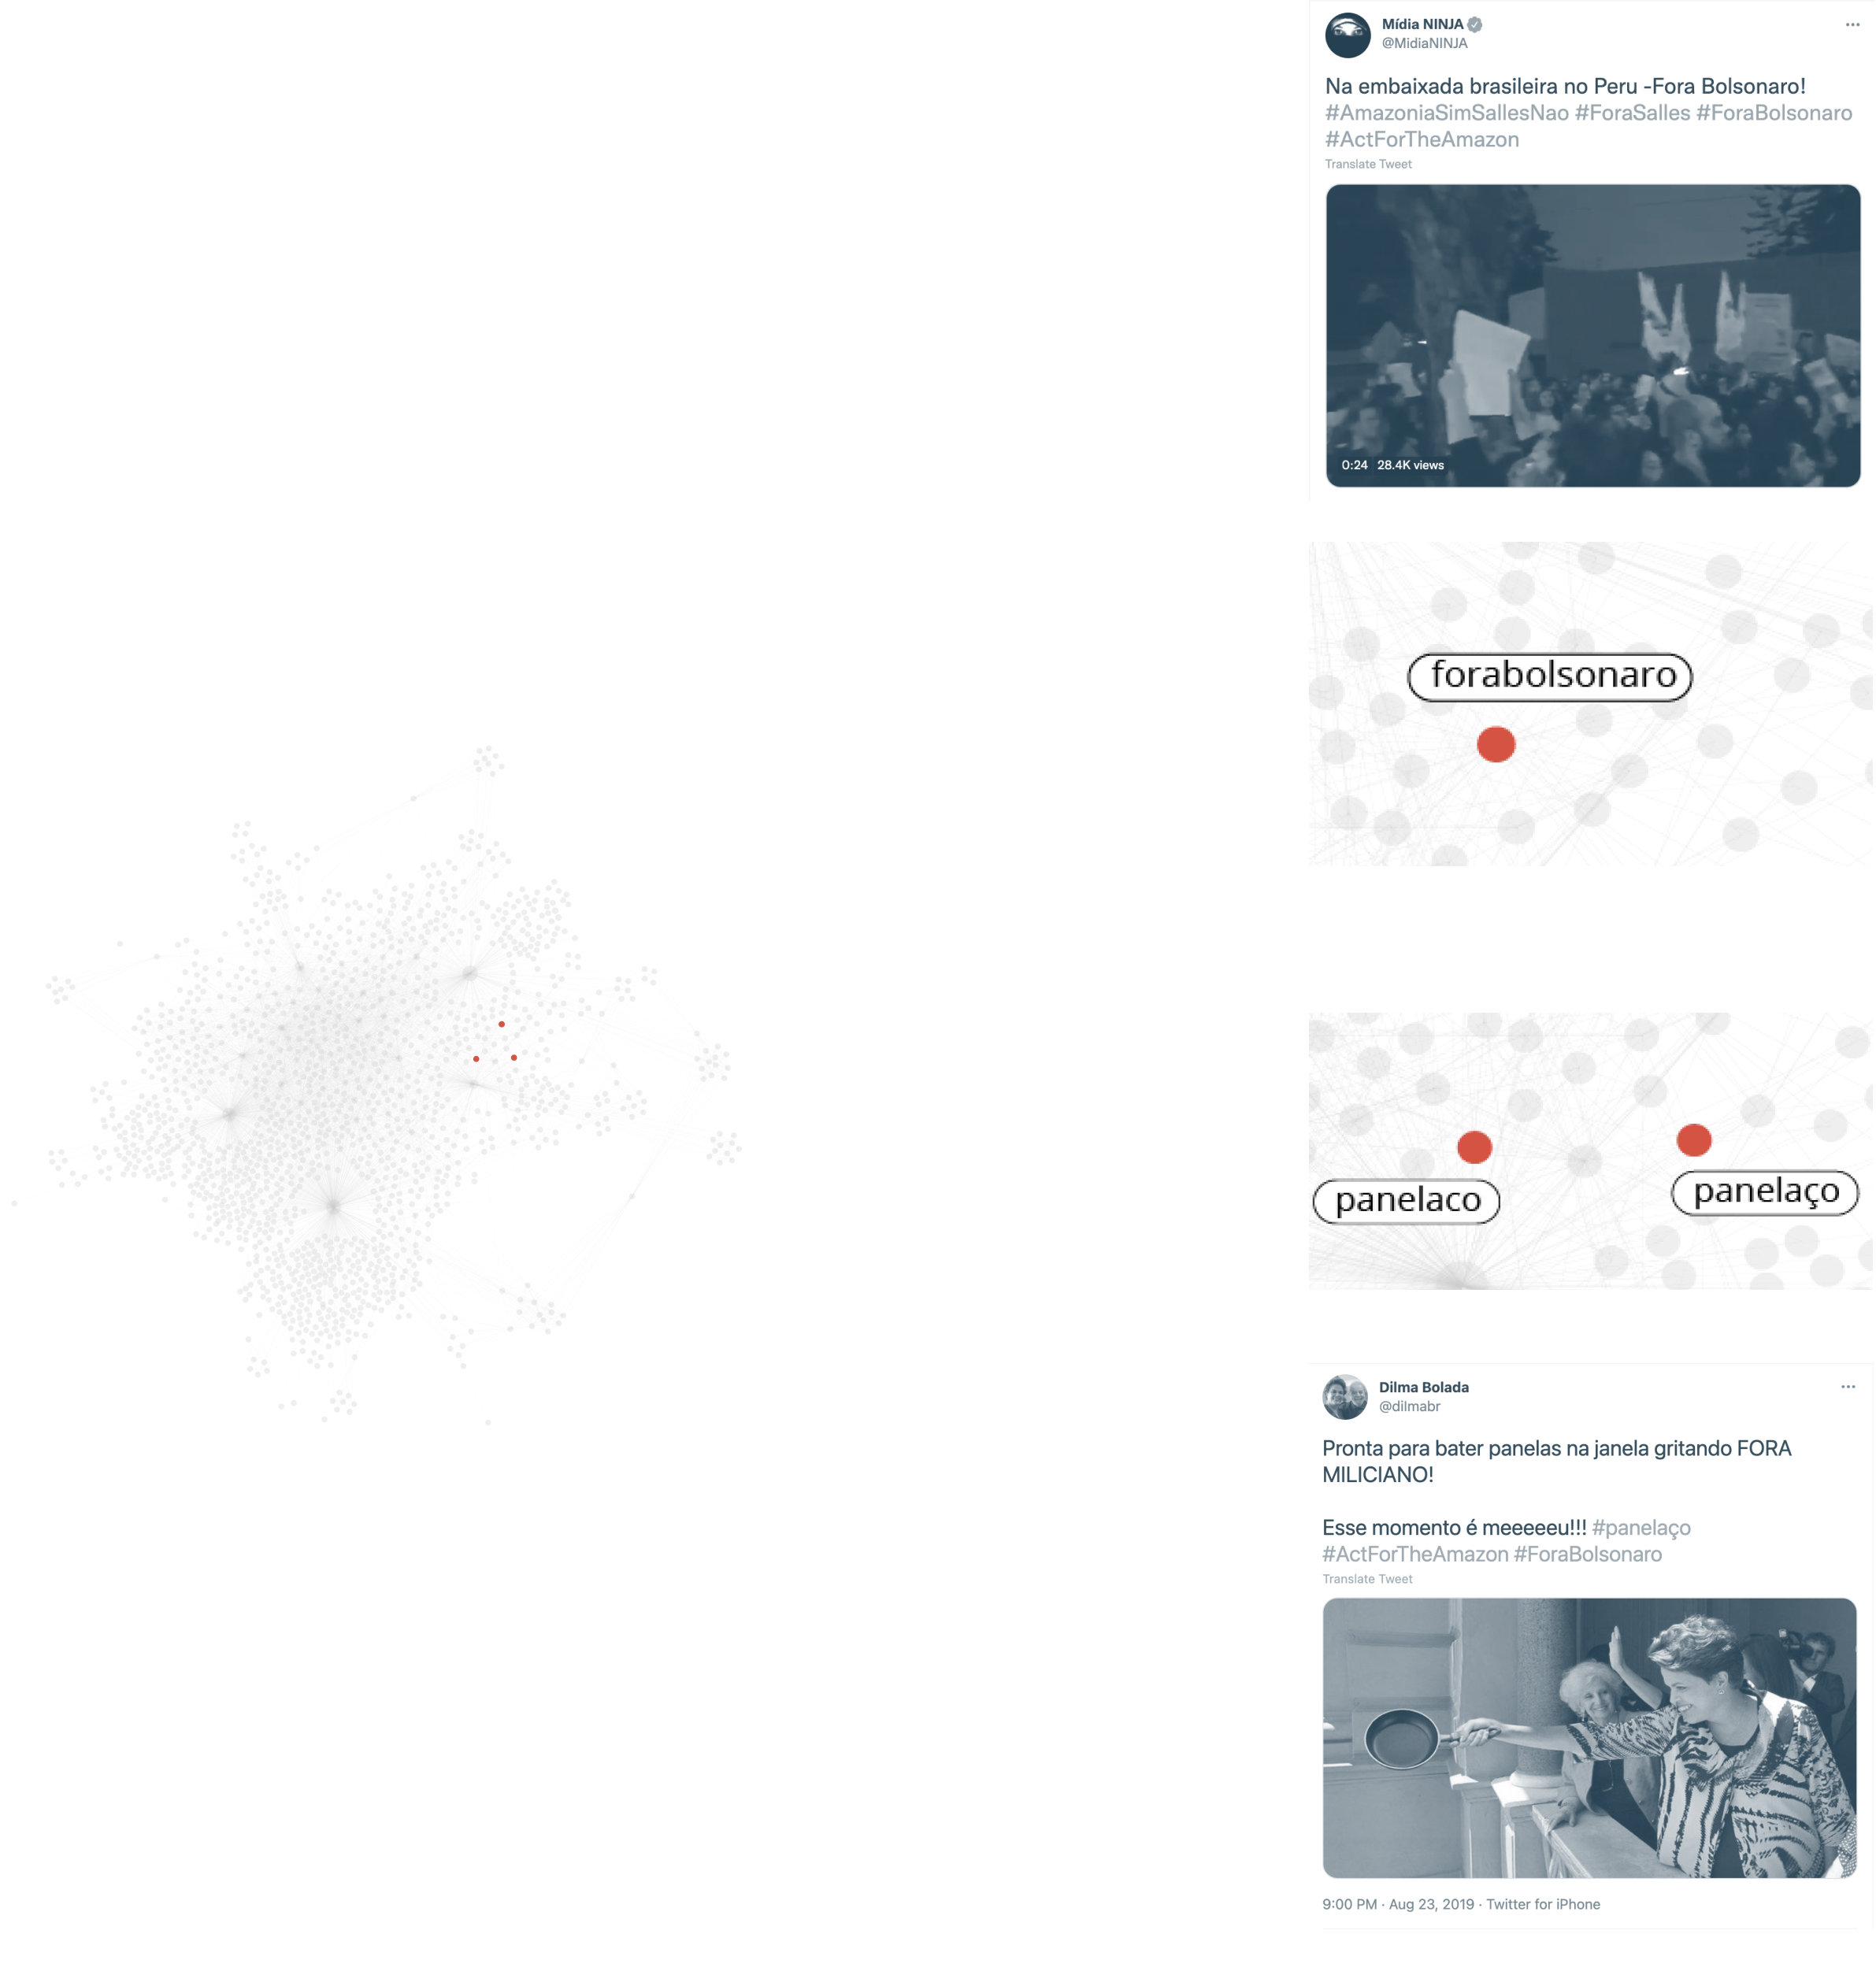 Mídia NINJA
@MidiaNINJA
Na embaixada brasileira no Peru -Fora Bolsonaro!
#AmazoniaSimSallesNao #ForaSalles #ForaBolsonaro
#ActForTheAmazon
Translate Tweet
0:24 28.4K views
forabolsonaro
panelaco
panelaço
Dilma Bolada
@dilmabr
Pronta para bater panelas na janela gritando FORA
MILICIANO!
Esse momento é meeeeeu!!! #panelaço
#ActForTheAmazon #ForaBolsonaro
Translate Tweet
9:00 PM · Aug 23, 2019 · Twitter for iPhone